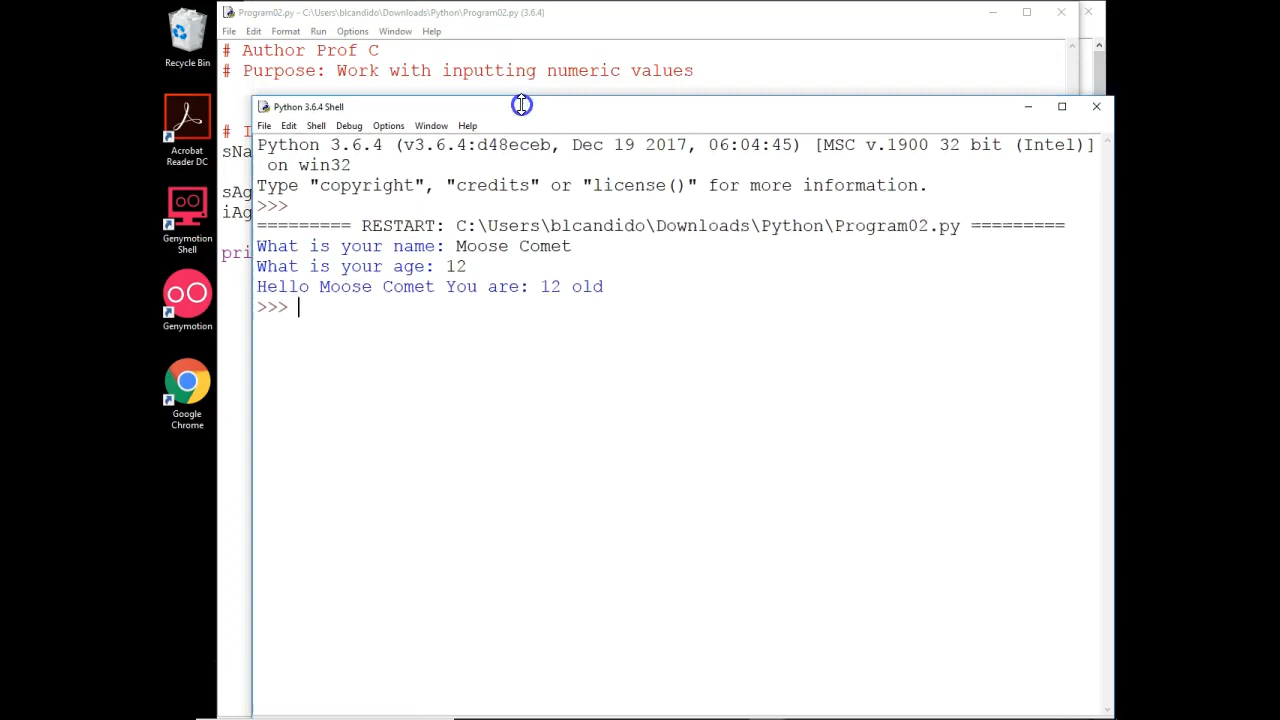 Recycle Bin
Acrobat
Reader DC
Genymotion
Shell
Genymotion
Google
Chrome
Program02.py - C:\Users\blcandido\Downloads\Python\Program02.py (3.6.4)
File Edit Format Run Options Window Help
# Author Prof C
# Purpose: Work with inputting numeric values
#
sNa
sAg
iAg
pri
Python 3.6.4 Shell
File Edit Shell Debug Options Window Help
Python 3.6.4 (v3.6.4:d48eceb, Dec 19 2017, 06:04:45) [MSC v.1900 32 bit (Intel)]
on win32
Type "copyright", "credits" or "license()" for more information.
>>>
========= RESTART: C:\Users\blcandido\Downloads\Python\Program02.py =========
What is your name: Moose Comet
What is your age: 12
Hello Moose Comet You are: 12 old
>>>